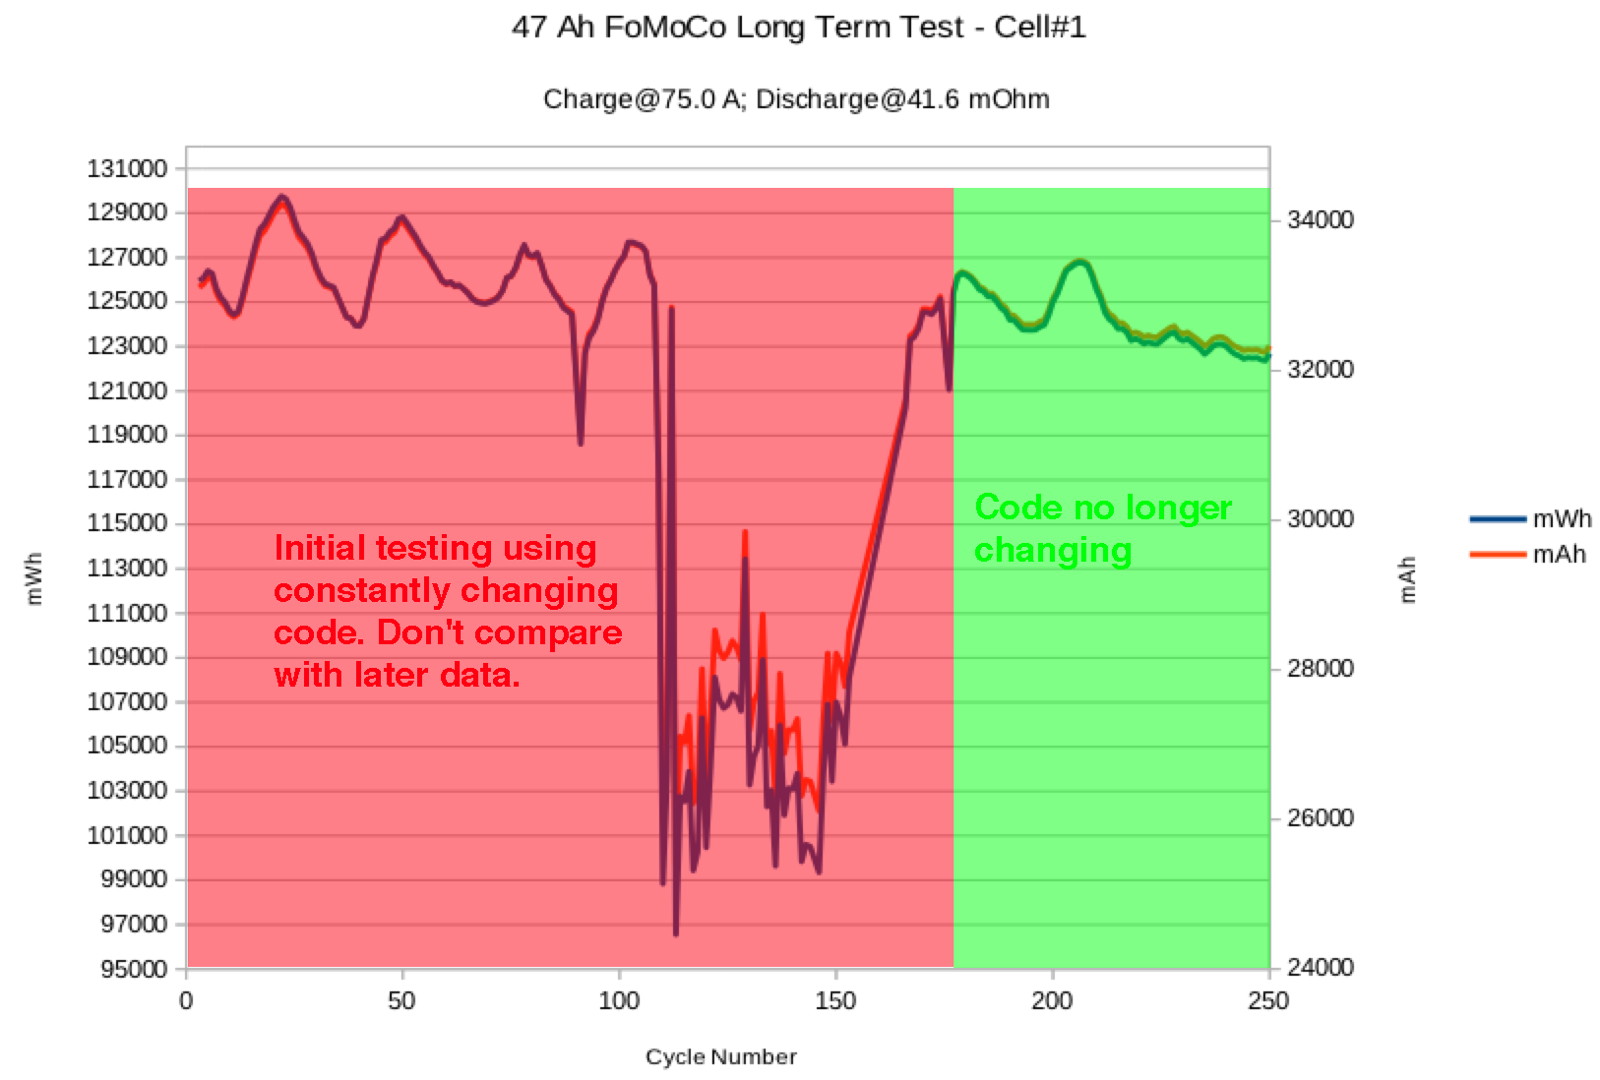 47 Ah FoMoCo Long Term Test - Cell#1
Charge@75.0 A; Discharge@41.6 mOhm
131000
129000
127000
125000
123000
121000
119000
117000
115000
113000
111000
109000
107000
105000
103000
101000
99000
97000
95000
mWh
Initial testing using
constantly changing
code. Don't compare
with later data.
Code no longer
changing
34000
32000
30000
28000
26000
24000
mAh
mWh
mAh
0 50 100 150 200 250
Cycle Number